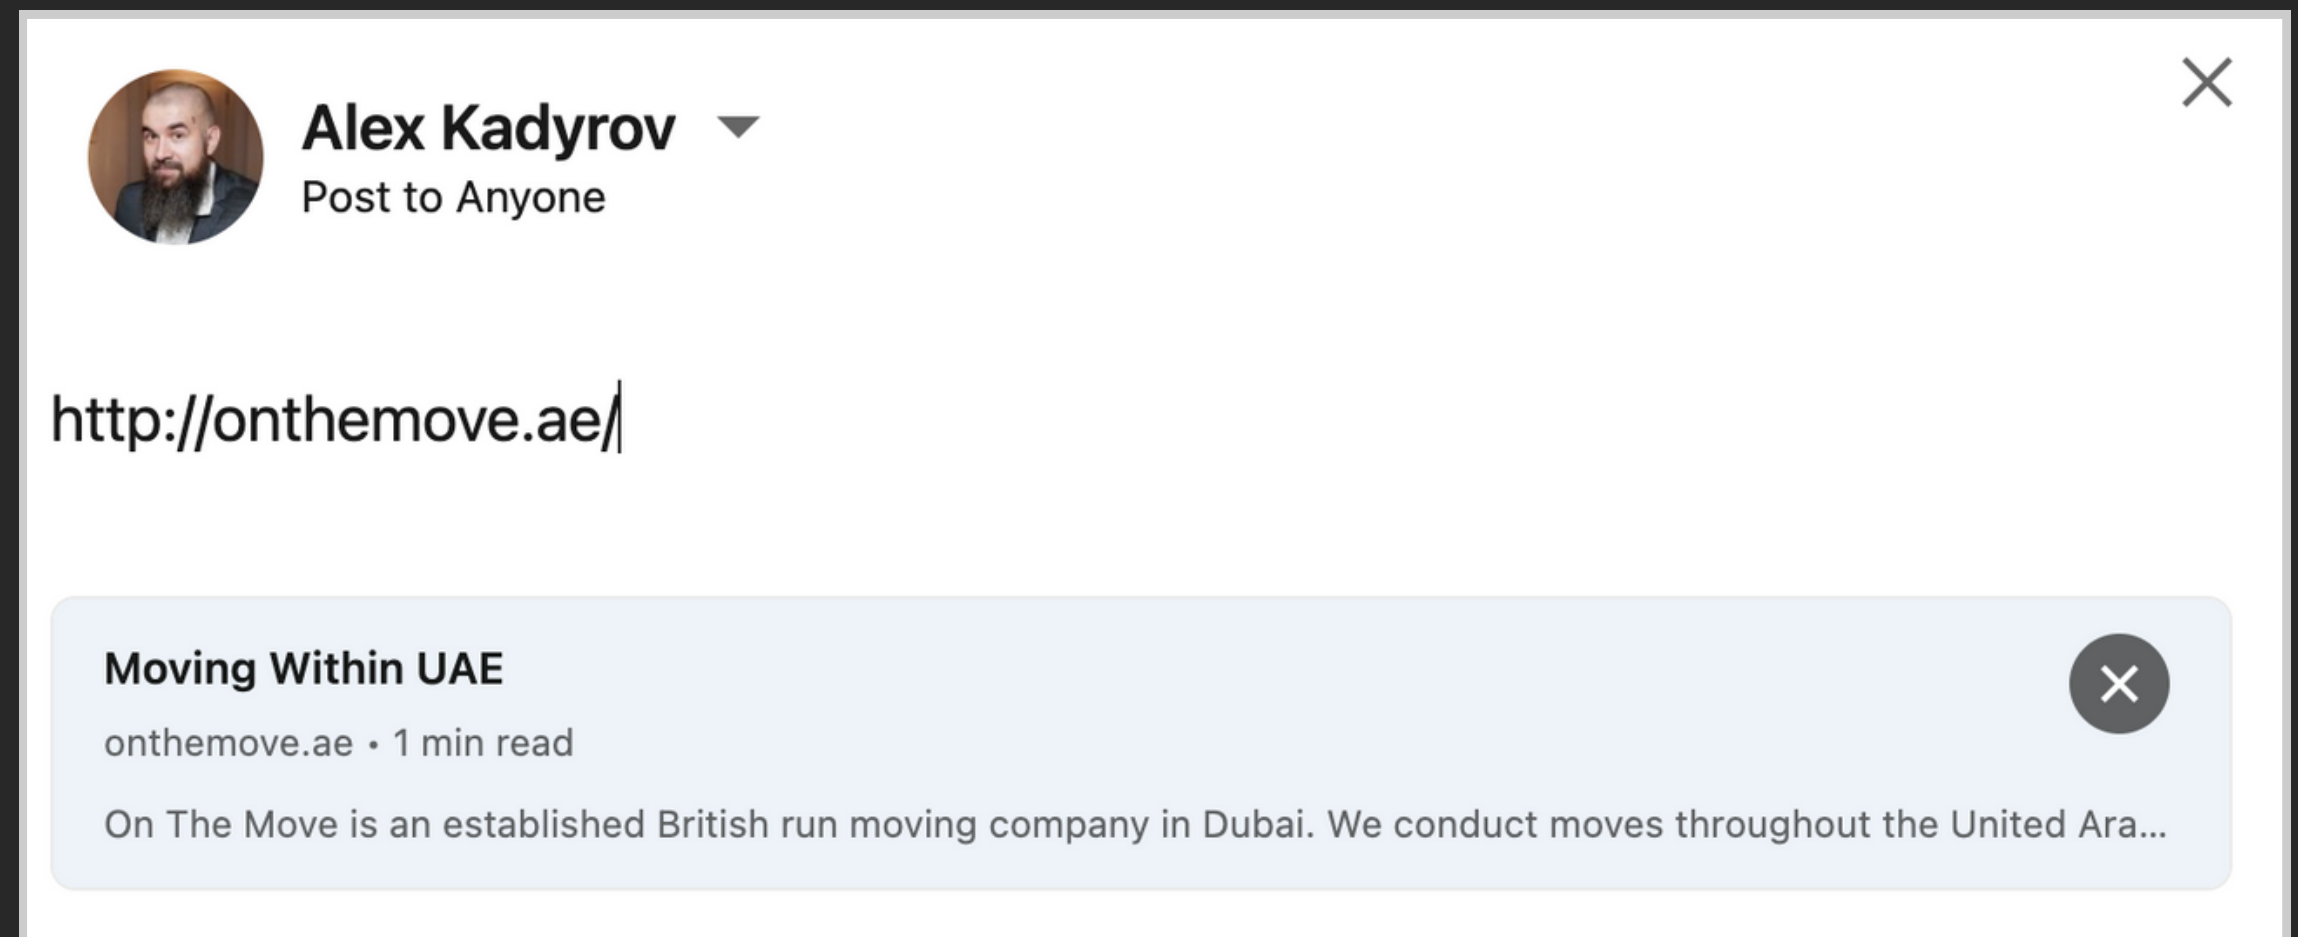 Alex Kadyrov
Post to Anyone
http://onthemove.ae/
Moving Within UAE
onthemove.ae • 1 min read
On The Move is an established British run moving company in Dubai. We conduct moves throughout the United Ara...